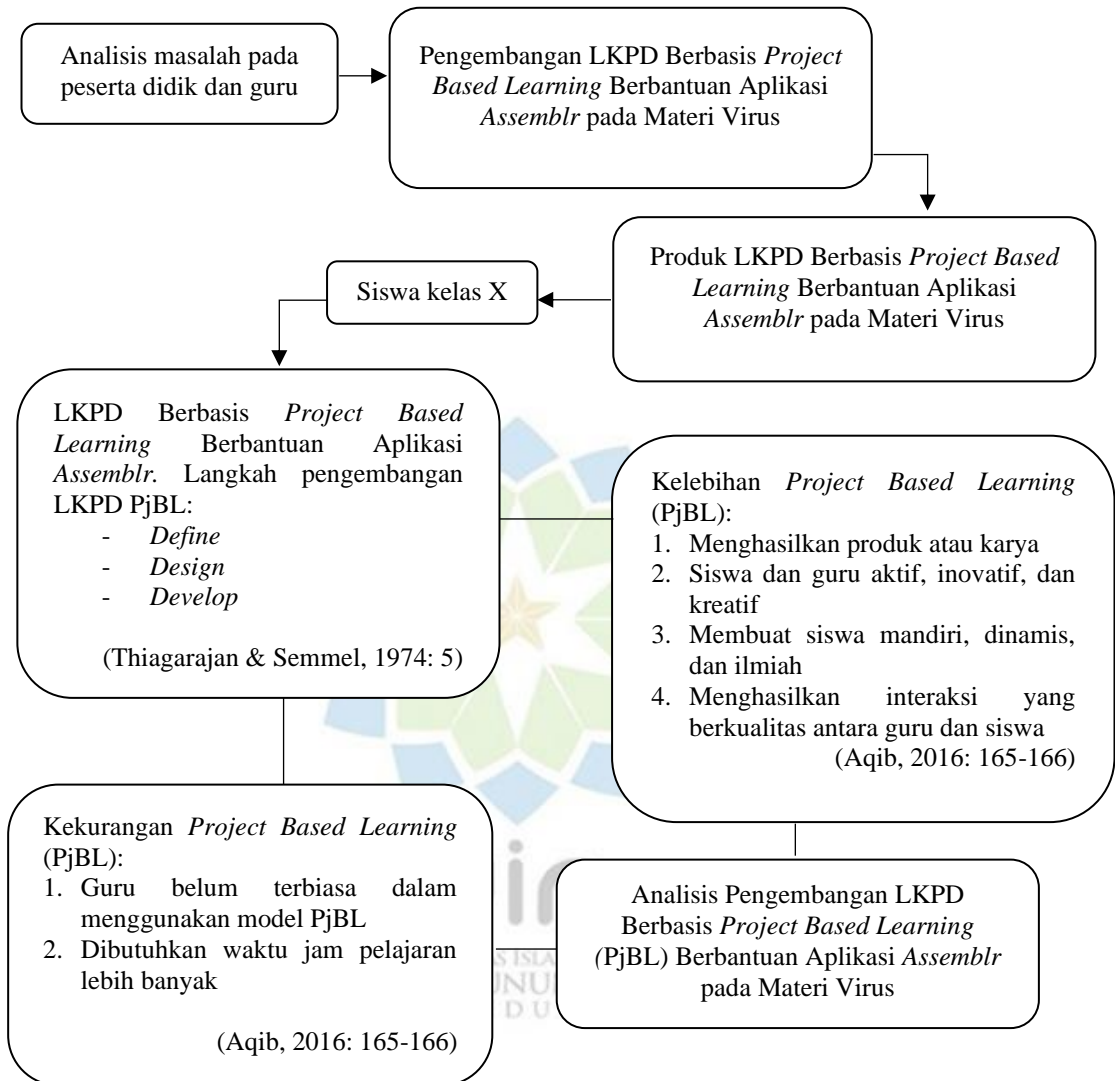 Analisis masalah pada
peserta didik dan guru
Pengembangan LKPD Berbasis Project
Based Learning Berbantuan Aplikasi
Assemblr pada Materi Virus
Produk LKPD Berbasis Project Based
Learning Berbantuan Aplikasi
Assemblr pada Materi Virus
Siswa kelas X
LKPD Berbasis Project Based
Learning Berbantuan Aplikasi
Assemblr. Langkah pengembangan
LKPD PjBL:
- Define
- Design
- Develop
(Thiagarajan & Semmel, 1974: 5)
Kelebihan Project Based Learning
(PjBL):
1. Menghasilkan produk atau karya
2. Siswa dan guru aktif, inovatif, dan
kreatif
3. Membuat siswa mandiri, dinamis,
dan ilmiah
4. Menghasilkan interaksi yang
berkualitas antara guru dan siswa
(Aqib, 2016: 165-166)
Kekurangan Project Based Learning
(PjBL):
1. Guru belum terbiasa dalam
menggunakan model PjBL
2. Dibutuhkan waktu jam pelajaran
lebih banyak
(Aqib, 2016: 165-166)
Analisis Pengembangan LKPD
Berbasis Project Based Learning
(PjBL) Berbantuan Aplikasi Assemblr
pada Materi Virus